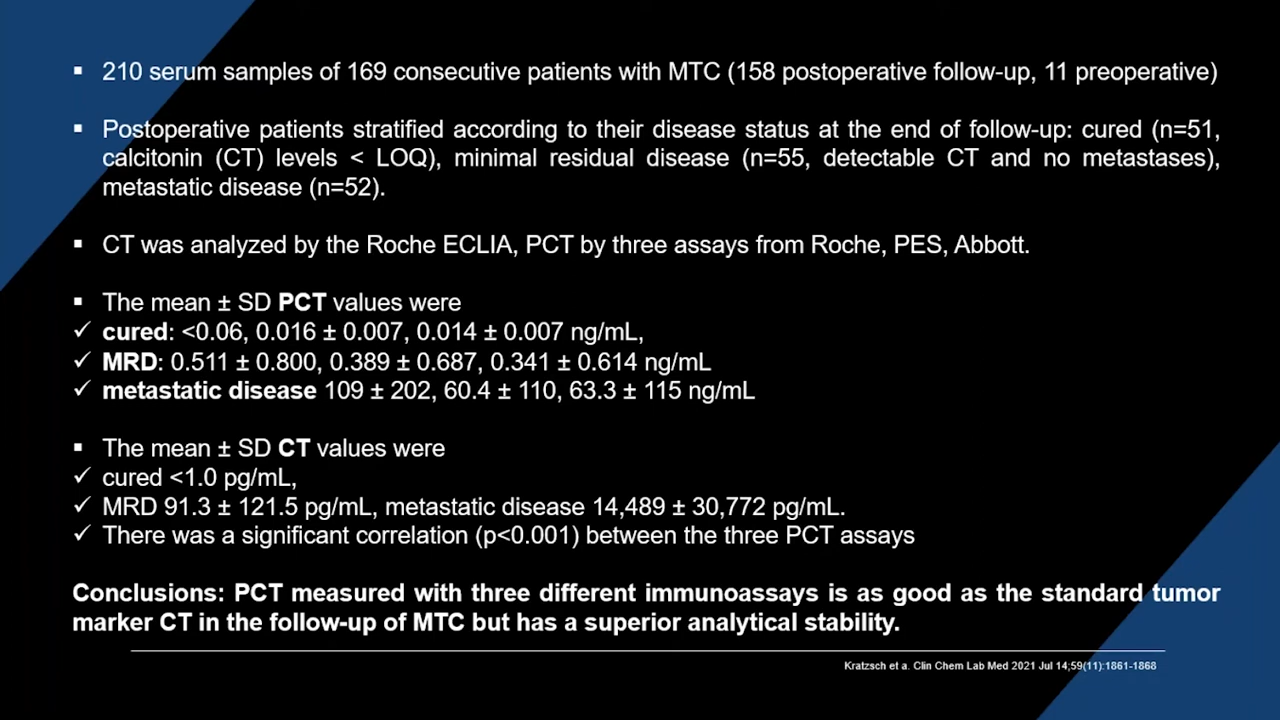 ▪ 210 serum samples of 169 consecutive patients with MTC (158 postoperative follow-up, 11 preoperative)
▪ Postoperative patients stratified according to their disease status at the end of follow-up: cured (n=51,
calcitonin (CT) levels < LOQ), minimal residual disease (n=55, detectable CT and no metastases),
metastatic disease (n=52).
▪ CT was analyzed by the Roche ECLIA, PCT by three assays from Roche, PES, Abbott.
▪ The mean ± SD PCT values were
✓ cured: <0.06, 0.016 ± 0.007, 0.014 ± 0.007 ng/mL,
✓ MRD: 0.511 ± 0.800, 0.389 ± 0.687, 0.341 ± 0.614 ng/mL
✓ metastatic disease 109 ± 202, 60.4 ± 110, 63.3 ± 115 ng/mL
▪ The mean ± SD CT values were
✓ cured <1.0 pg/mL,
✓ MRD 91.3 ± 121.5 pg/mL, metastatic disease 14,489 ± 30,772 pg/mL.
✓ There was a significant correlation (p<0.001) between the three PCT assays
Conclusions: PCT measured with three different immunoassays is as good as the standard tumor
marker CT in the follow-up of MTC but has a superior analytical stability.
Kratzsch et a. Clin Chem Lab Med 2021 Jul 14;59(11):1861-1868